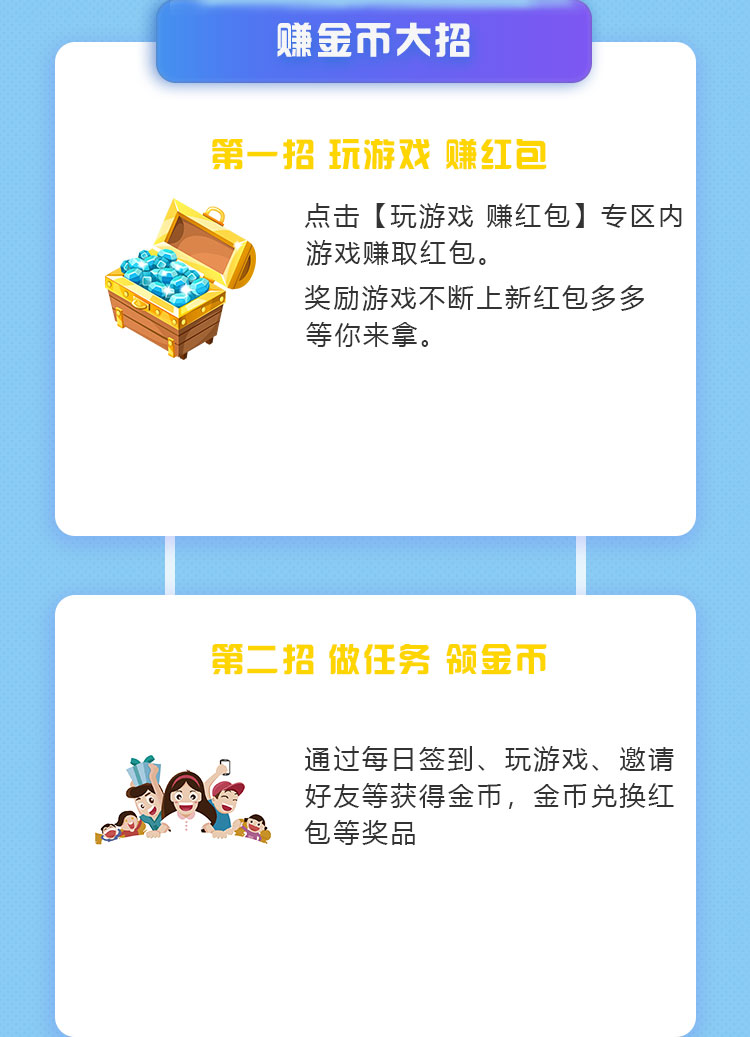 赚金币大招
第一招 玩游戏 赚红包
点击【玩游戏 赚红包】专区内
游戏赚取红包。
奖励游戏不断上新红包多多
等你来拿。
第二招 做任务 领金币
通过每日签到、玩游戏、邀请
好友等获得金币，金币兑换红
包等奖品